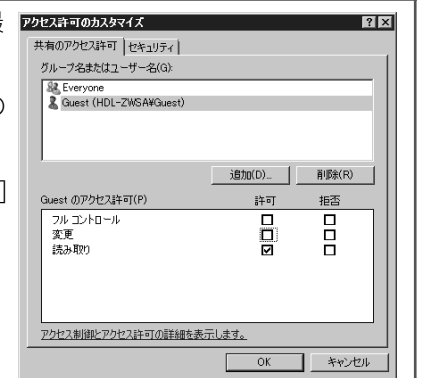 最
の
アクセス許可のカスタマイズ
共有のアクセス許可 セキュリティ
グループ名またはユーザー名(G):
Everyone
Guest (HDL-ZWSA¥Guest)
追加(D)... 削除(R)
Guest のアクセス許可(P) 許可 拒否
フル コントロール
変更
読み取り
アクセス制御とアクセス許可の詳細を表示します。
OK キャンセル